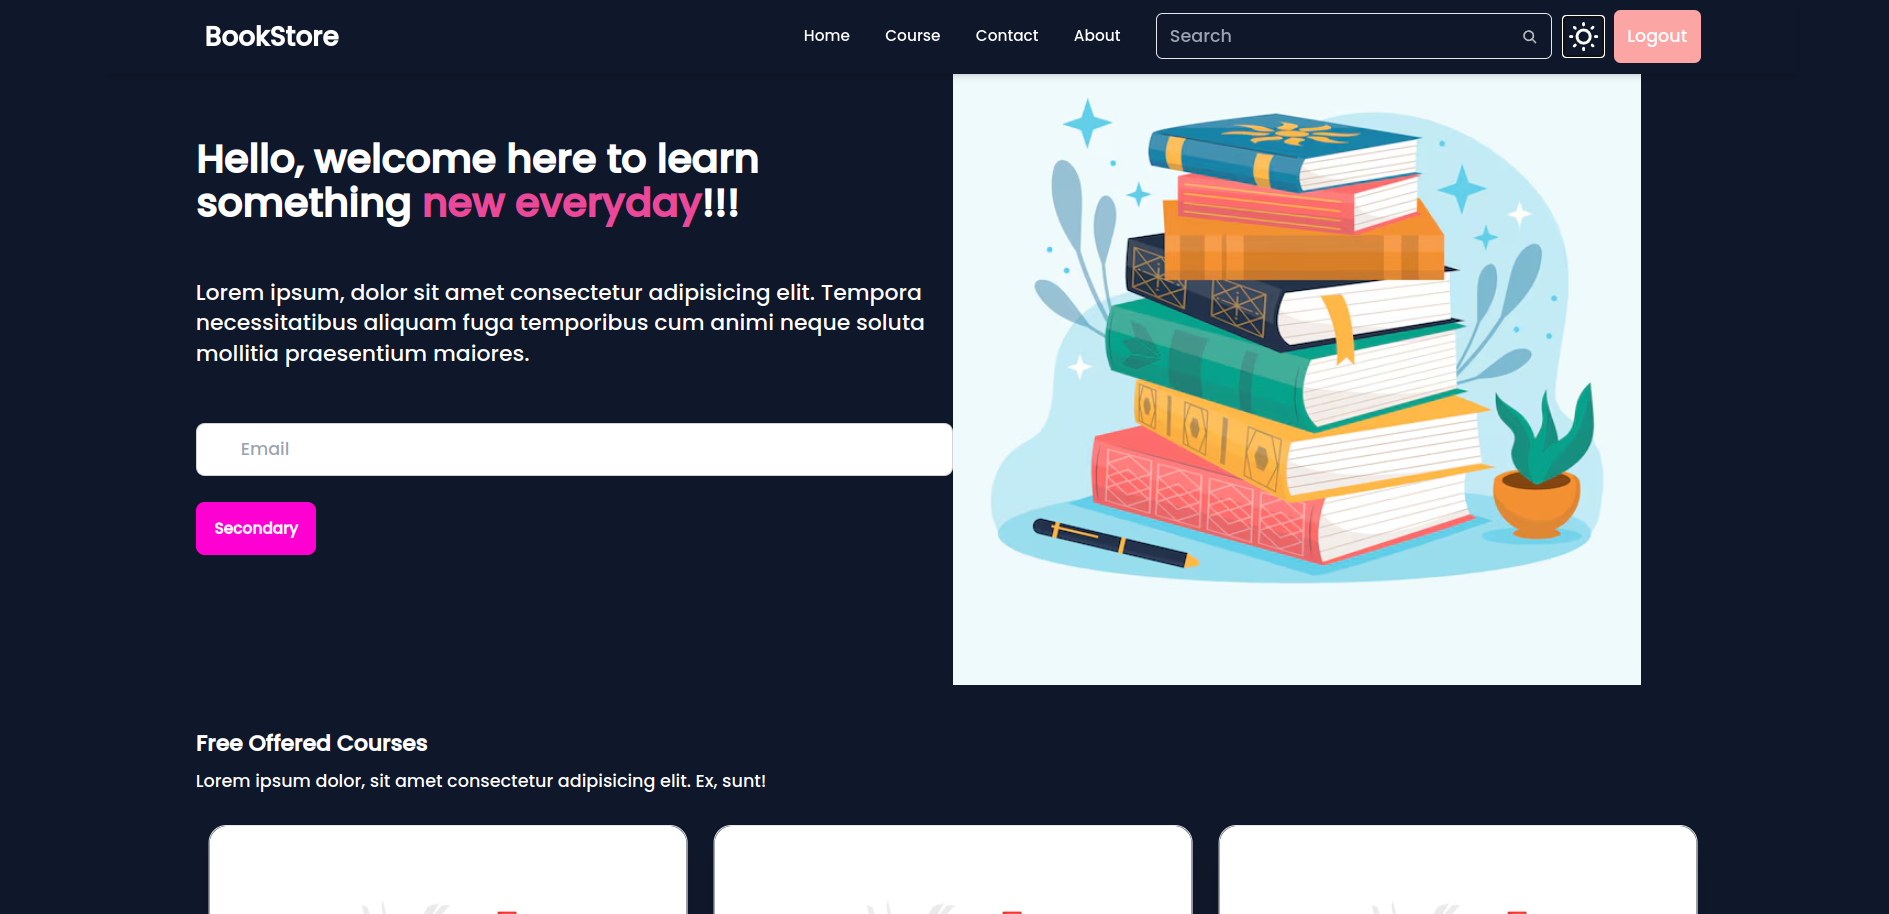 BookStore
Home Course Contact About
Search
Logout
Hello, welcome here to learn
something new everyday!!!
Lorem ipsum, dolor sit amet consectetur adipisicing elit. Tempora
necessitatibus aliquam fuga temporibus cum animi neque soluta
mollitia praesentium maiores.
Email
Secondary
Free Offered Courses
Lorem ipsum dolor, sit amet consectetur adipisicing elit. Ex, sunt!